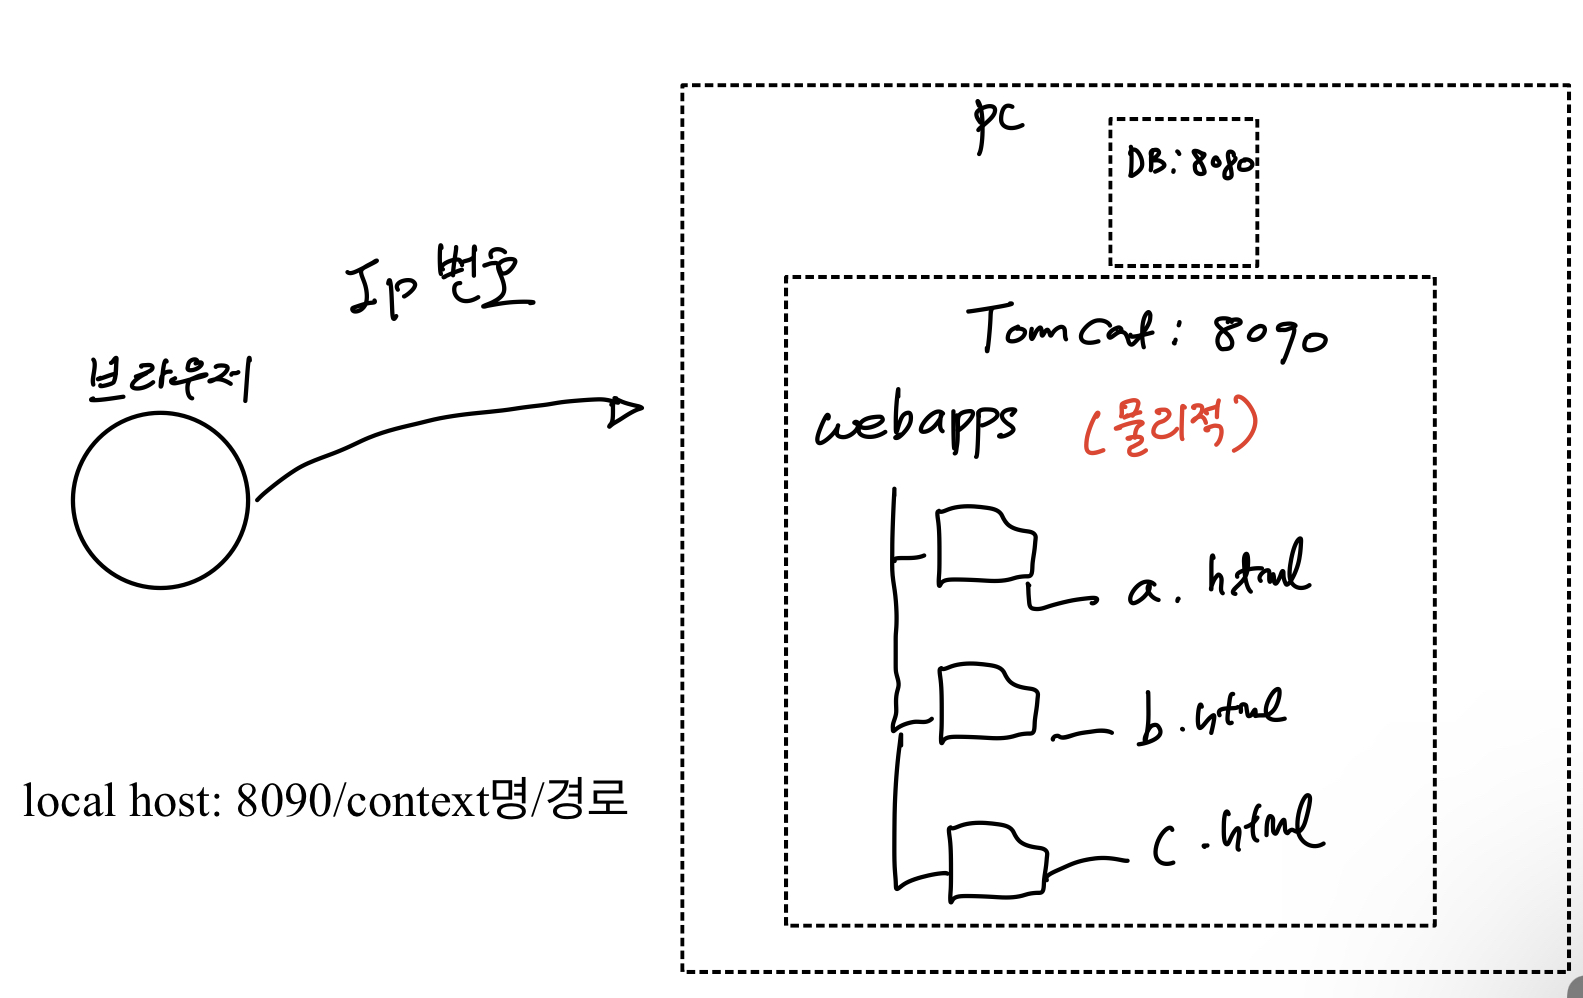 pc
DB: 8080
Ip 번호
Tomcat: 8090
브라우저
webapps (물리적)
a. html
b.html
local host: 8090/context명/경로
c.html